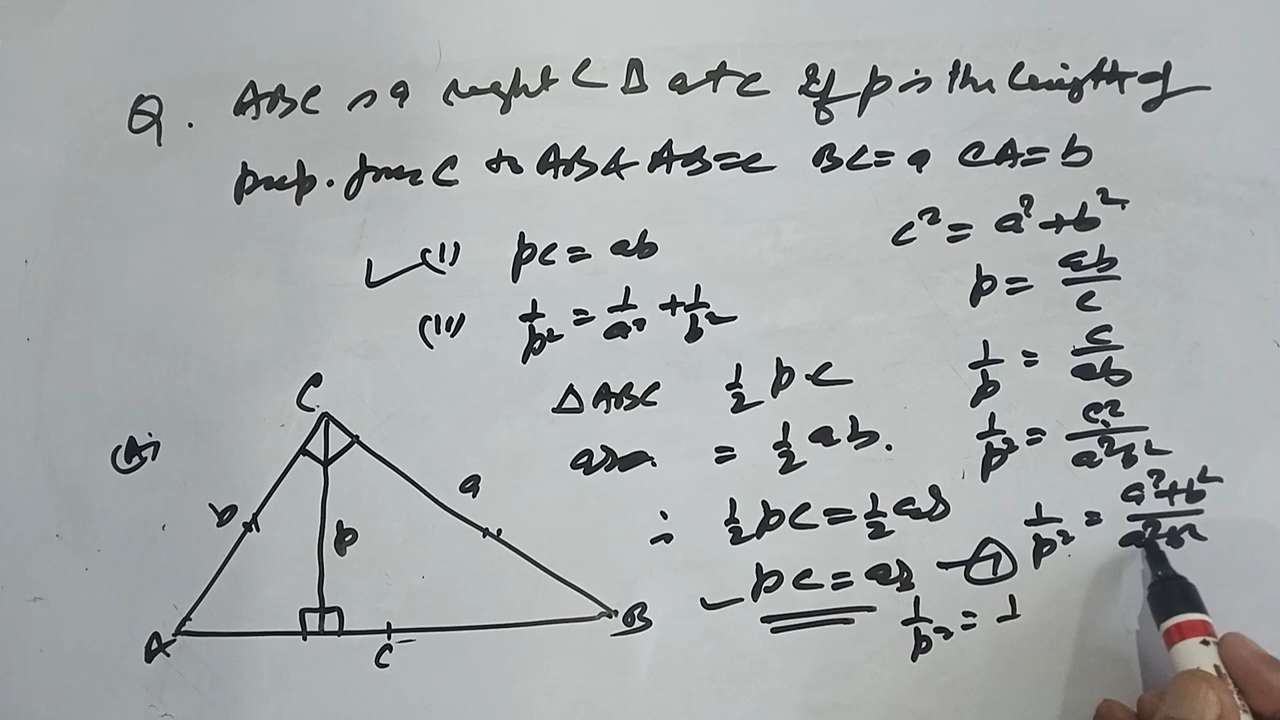 Q. ABC is a right ∠ Δ at C If p is the length of
perp. from C to AB & AB=c BC=a CA=b
(i) pc=ab
(ii) 1/p² = 1/a² + 1/b²
ΔABC 1/2 pc
= 1/2 ab.
∴ 1/2 pc = 1/2 ab
pc = ab —①
c² = a²+b²
p = ab/c
1/p = c/ab
1/p² = c²/a²b²
1/p² = a²+b²/a²b²
1/p² = 1
C
b
a
p
A
B
c